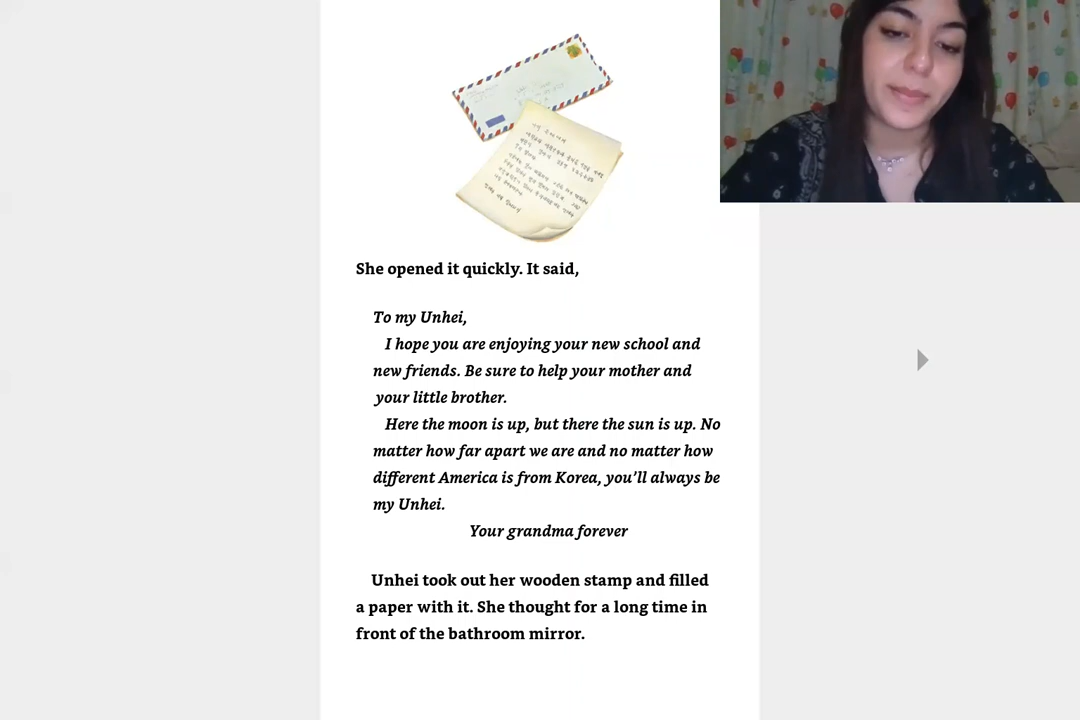 She opened it quickly. It said,
To my Unhei,
I hope you are enjoying your new school and
new friends. Be sure to help your mother and
your little brother.
Here the moon is up, but there the sun is up. No
matter how far apart we are and no matter how
different America is from Korea, you’ll always be
my Unhei.
Your grandma forever
Unhei took out her wooden stamp and filled
a paper with it. She thought for a long time in
front of the bathroom mirror.